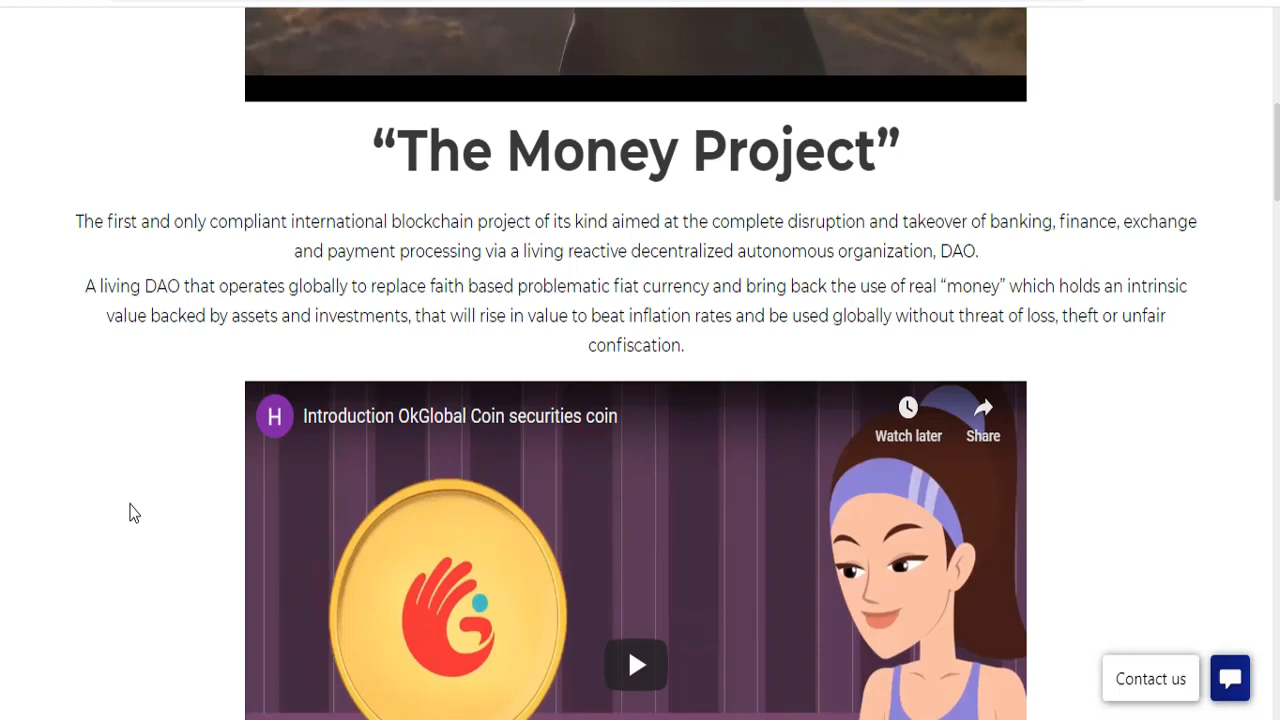 “The Money Project”
The first and only compliant international blockchain project of its kind aimed at the complete disruption and takeover of banking, finance, exchange
and payment processing via a living reactive decentralized autonomous organization, DAO.
A living DAO that operates globally to replace faith based problematic fiat currency and bring back the use of real “money” which holds an intrinsic
value backed by assets and investments, that will rise in value to beat inflation rates and be used globally without threat of loss, theft or unfair
confiscation.
H Introduction OkGlobal Coin securities coin
Watch later Share
Contact us